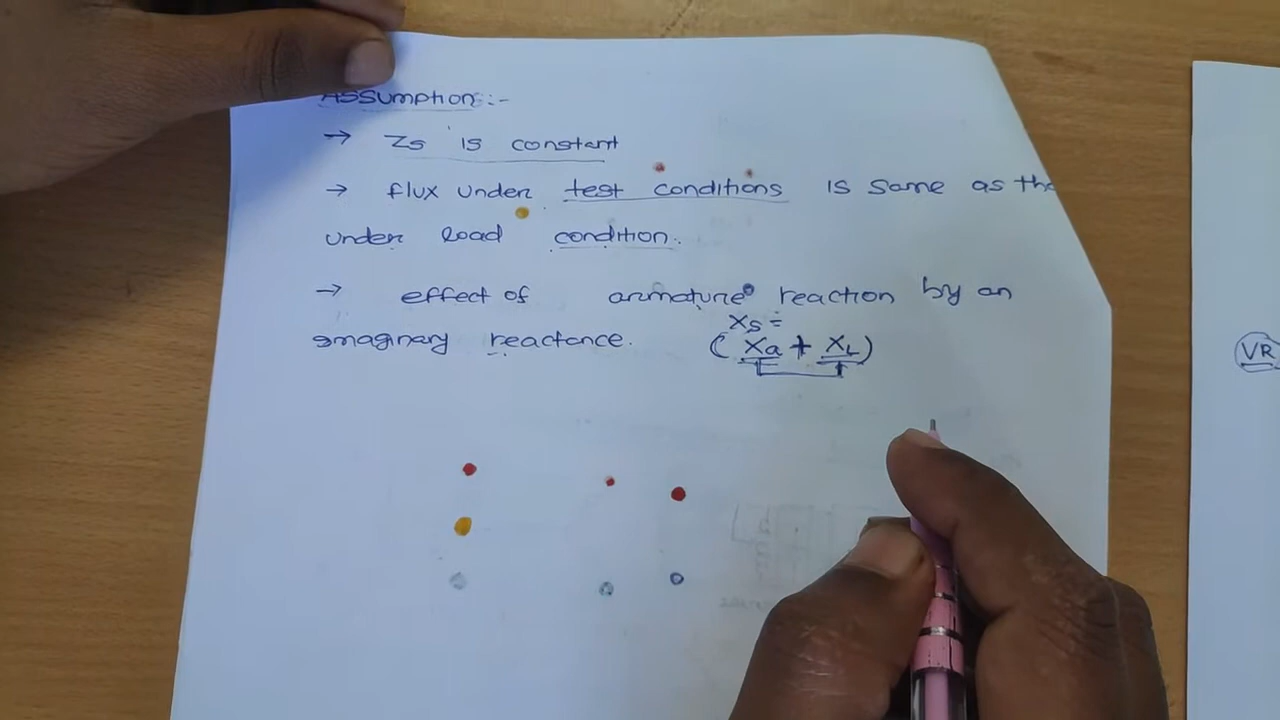 Assumption :-
→ Zs is constant
→ flux under test conditions is same as the
under load condition.
→ effect of armature reaction by an
imaginary reactance.
Xs =
( Xa + XL )
VR